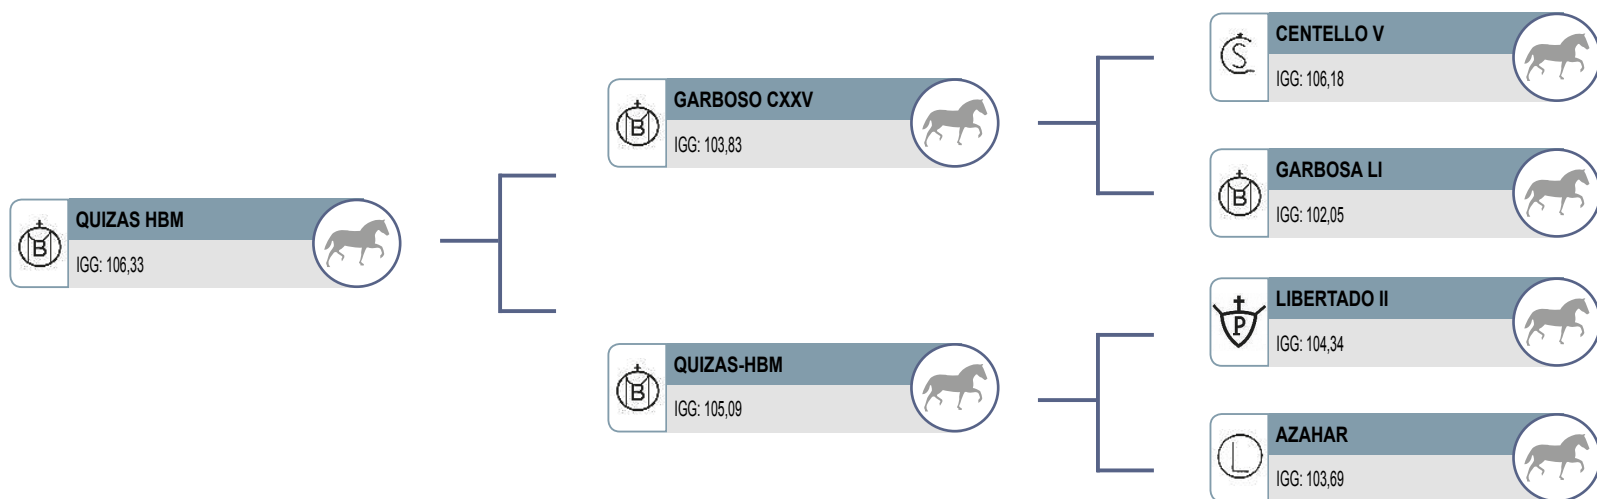 QUIZAS HBM
IGG: 106,33
GARBOSO CXXV
IGG: 103,83
QUIZAS-HBM
IGG: 105,09
CENTELLO V
IGG: 106,18
GARBOSA LI
IGG: 102,05
LIBERTADO II
IGG: 104,34
AZAHAR
IGG: 103,69